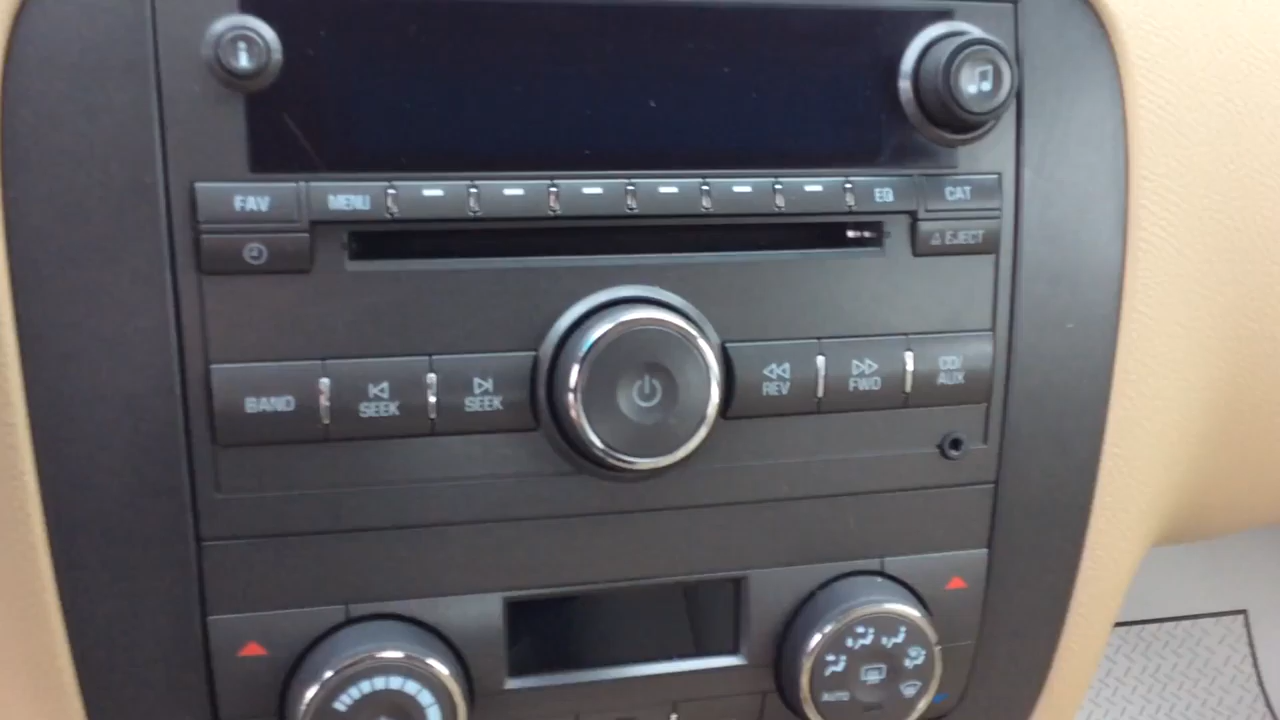 FAV
MENU
EQ
CAT
EJECT
BAND
SEEK
SEEK
REV
FWD
CD/
AUX
AUTO